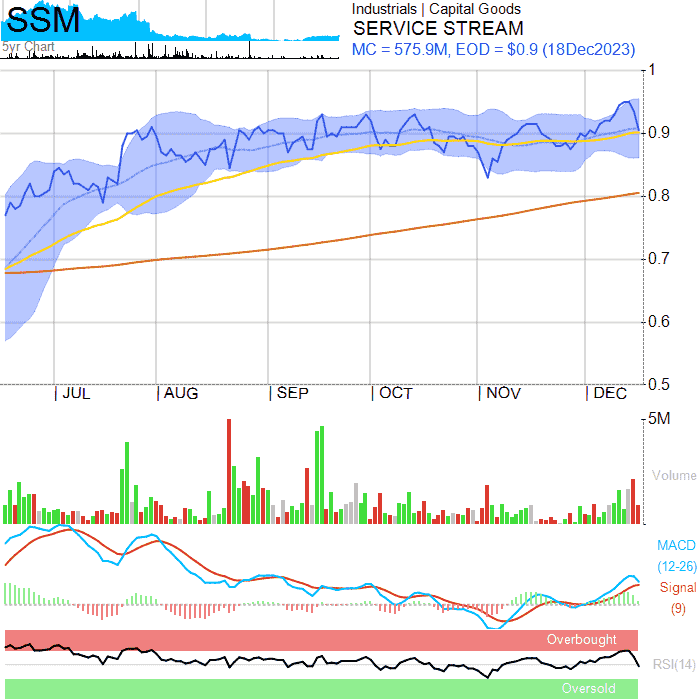 SSM
5yr Chart
Industrials | Capital Goods
SERVICE STREAM
MC = 575.9M, EOD = $0.9 (18Dec2023)
1
0.9
0.8
0.7
0.6
0.5
| JUL | AUG | SEP | OCT | NOV | DEC
5M
Volume
MACD
(12-26)
Signal
(9)
Overbought
RSI(14)
Oversold